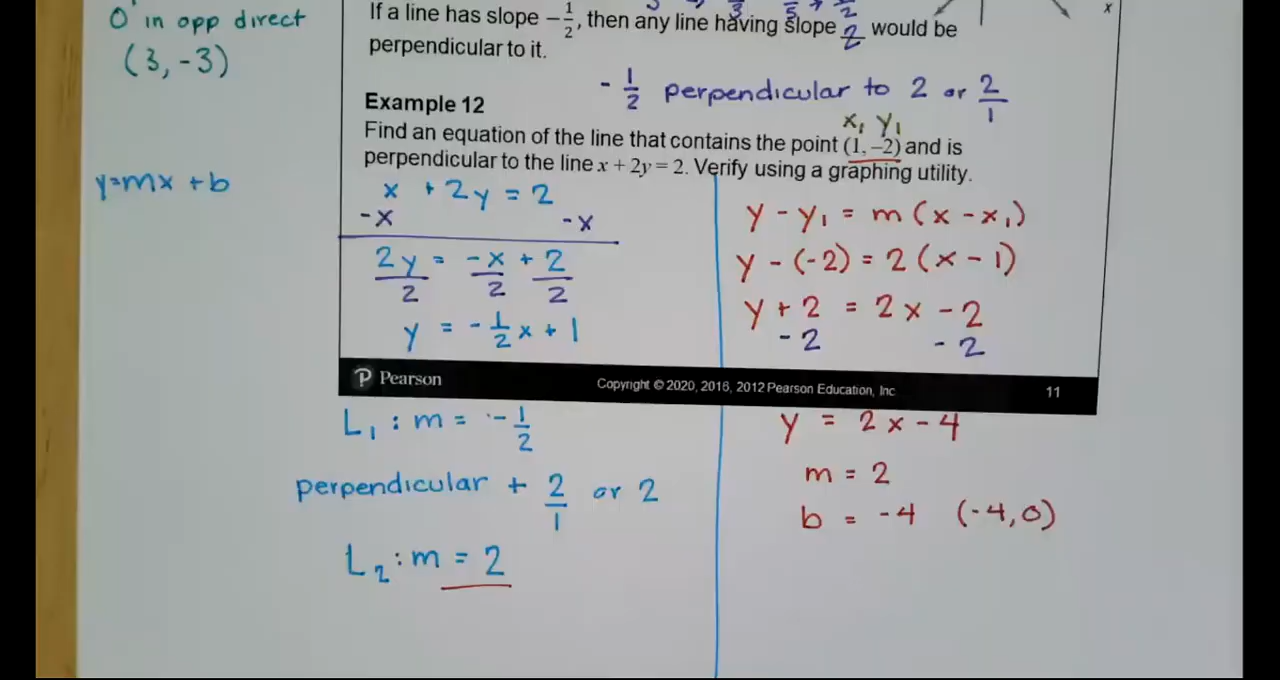 0 in opp direct
(3, -3)
y=mx + b
If a line has slope −1/2, then any line having slope 2 would be
perpendicular to it.
- 1/2 perpendicular to 2 or 2/1
Example 12
x₁ y₁
Find an equation of the line that contains the point (1, −2) and is
perpendicular to the line x + 2y = 2. Verify using a graphing utility.
x + 2y = 2
-x -x
2y/2 = -x/2 + 2/2
y = -1/2 x + 1
y - y₁ = m(x - x₁)
y - (-2) = 2(x - 1)
y + 2 = 2x - 2
- 2 - 2
Pearson
Copyright © 2020, 2016, 2012 Pearson Education, Inc
11
L₁ : m = - 1/2
perpendicular + 2/1 or 2
L₂ : m = 2
y = 2x - 4
m = 2
b = -4 (-4, 0)
x